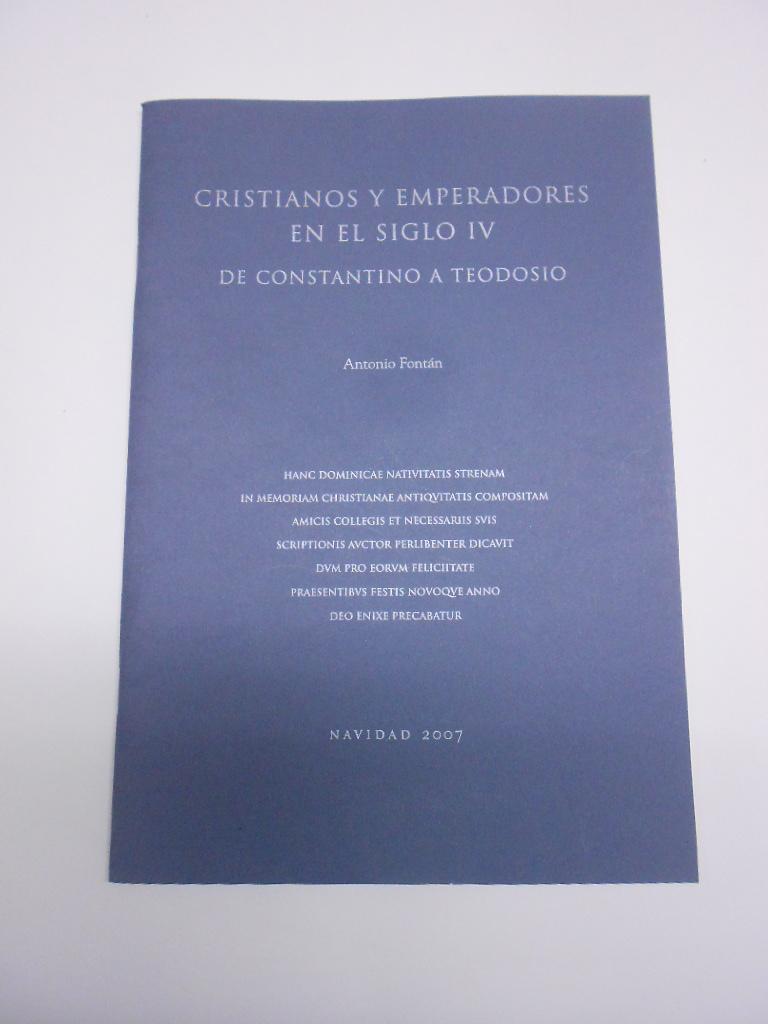 CRISTIANOS Y EMPERADORES
EN EL SIGLO IV
DE CONSTANTINO A TEODOSIO
Antonio Fontán
HANC DOMINICAE NATIVITATIS STRENAM
IN MEMORIAM CHRISTIANAE ANTIQVITATIS COMPOSITAM
AMICIS COLLEGIS ET NECESSARIIS SVIS
SCRIPTIONIS AVCTOR PERLIBENTER DICAVIT
DVM PRO EORVM FELICIITATE
PRAESENTIBVS FESTIS NOVOQVE ANNO
DEO ENIXE PRECABATUR
NAVIDAD 2007